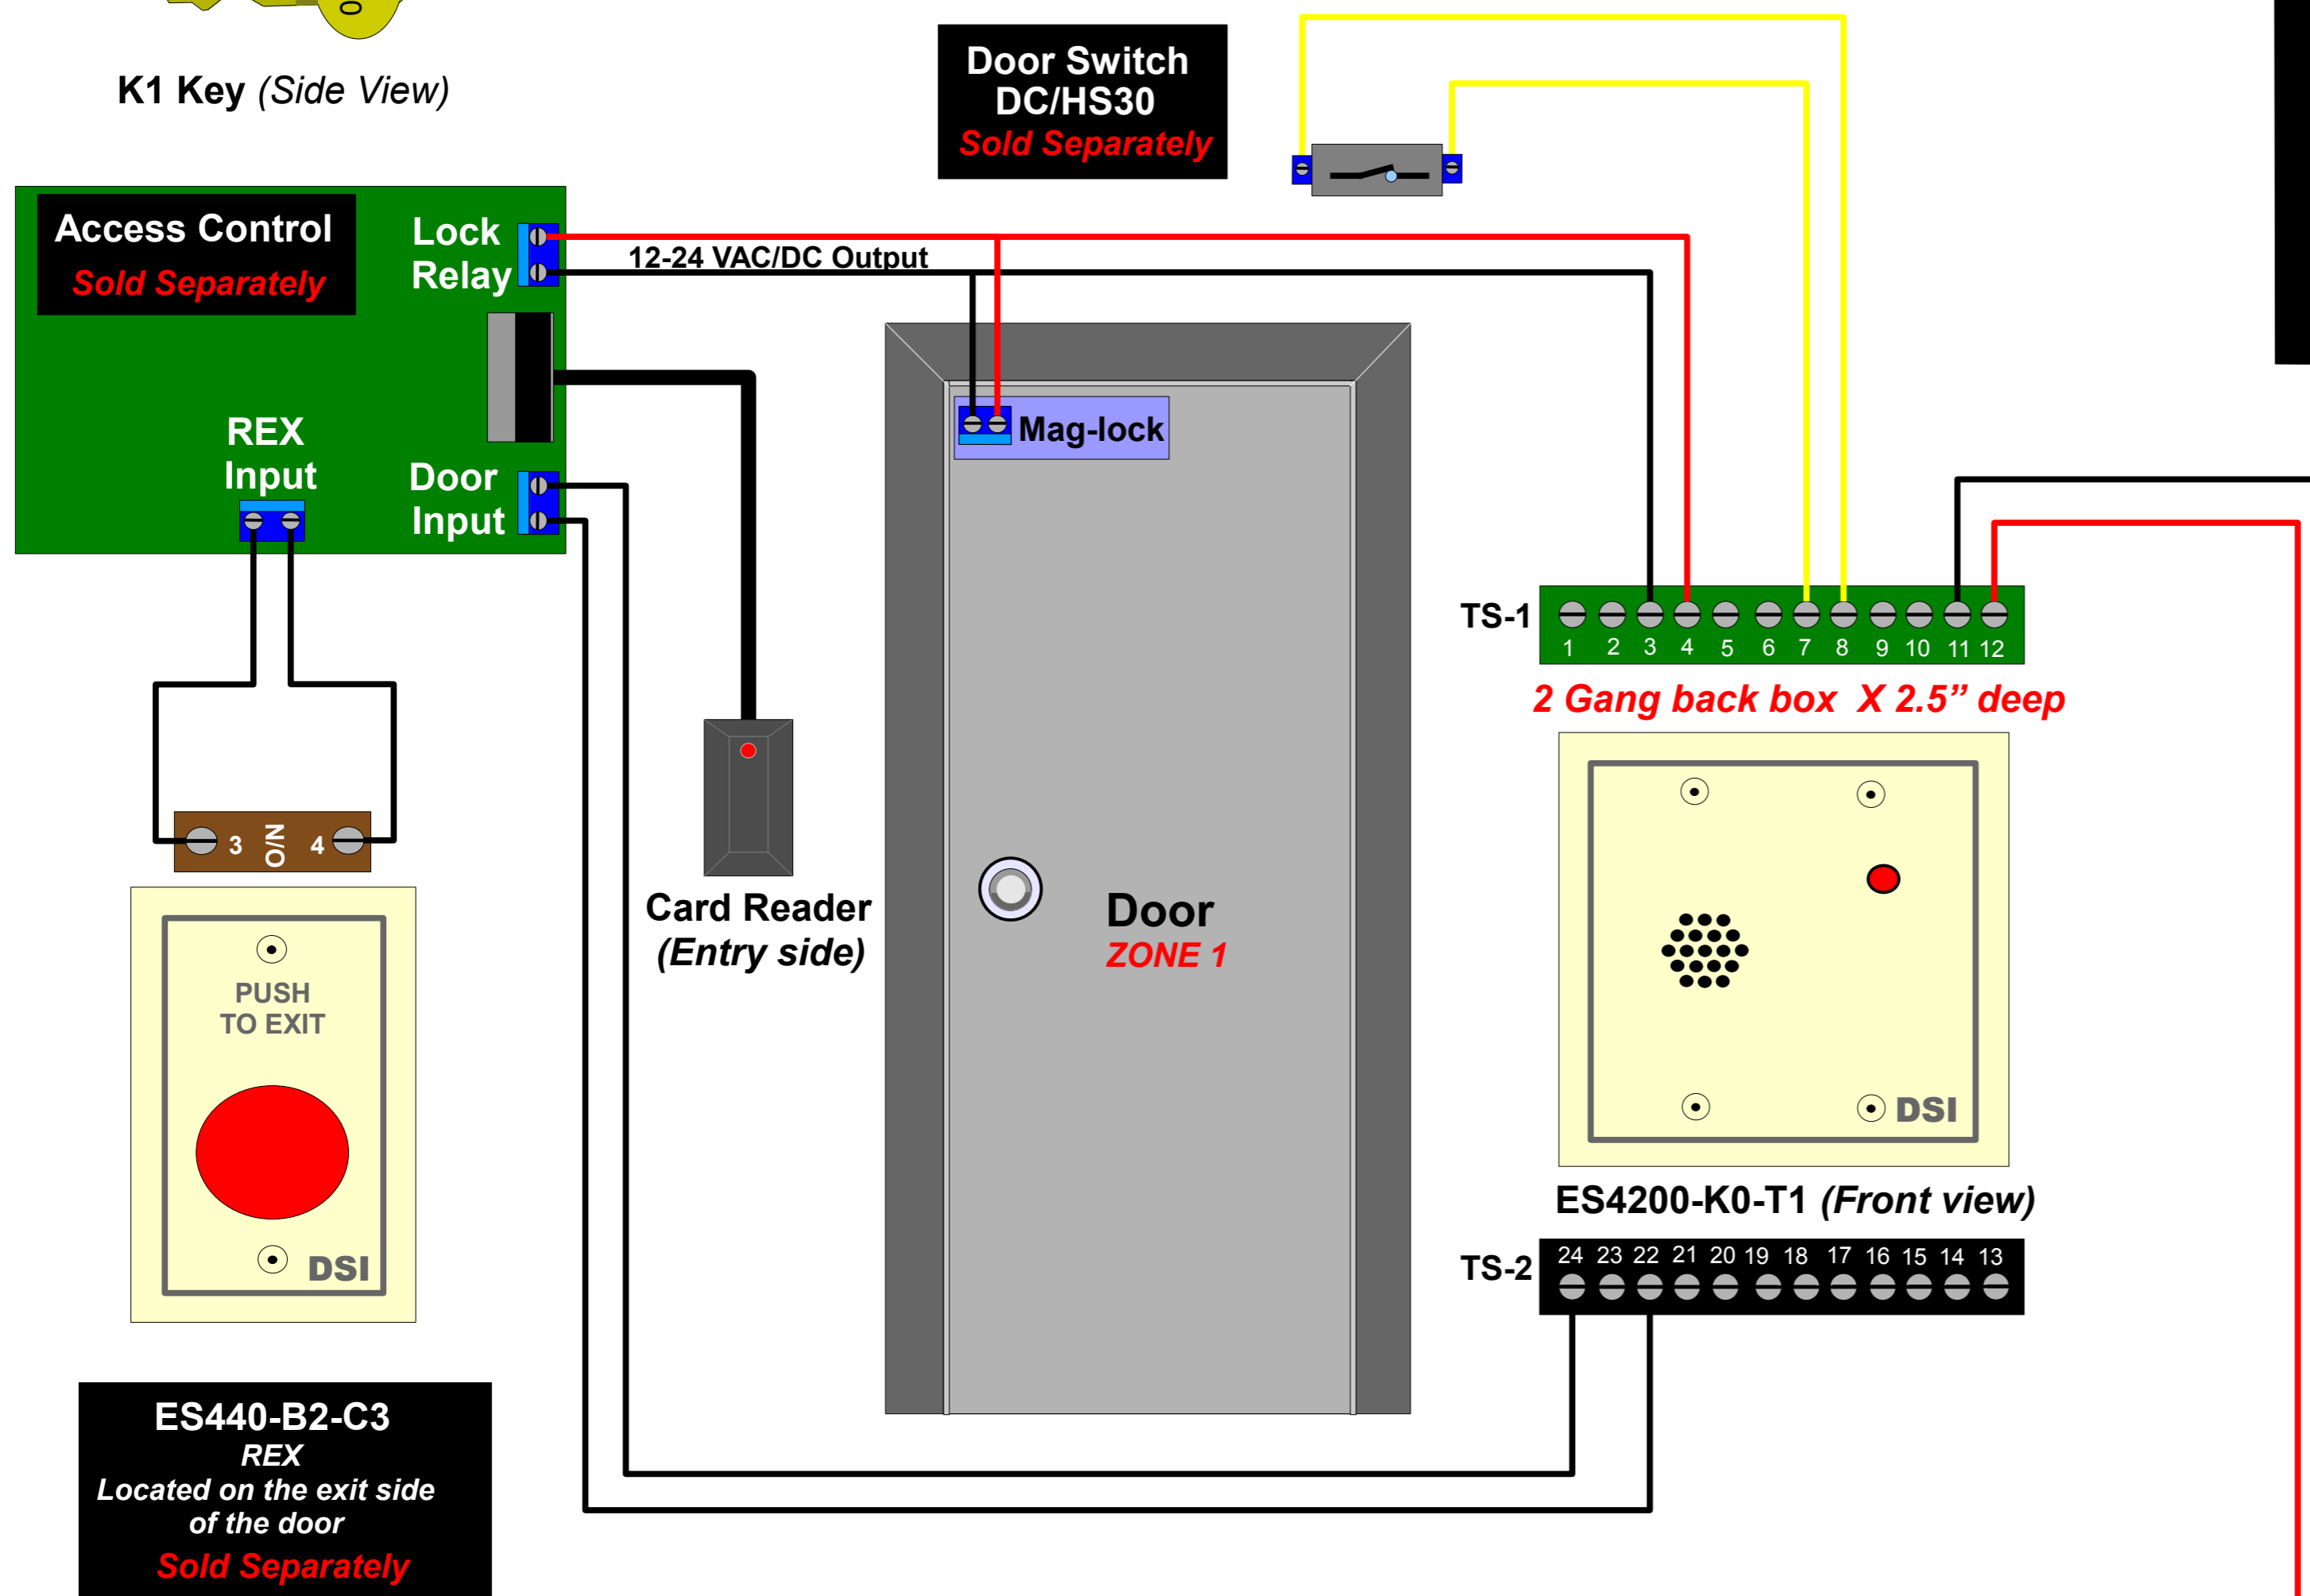 0
K1 Key (Side View)
Door Switch
DC/HS30
Sold Separately
Access Control
Sold Separately
Lock
Relay
12-24 VAC/DC Output
REX
Input
Door
Input
Mag-lock
TS-1
1 2 3 4 5 6 7 8 9 10 11 12
2 Gang back box X 2.5” deep
3 N/O 4
PUSH
TO EXIT
DSI
Card Reader
(Entry side)
Door
ZONE 1
DSI
ES4200-K0-T1 (Front view)
TS-2
24 23 22 21 20 19 18 17 16 15 14 13
ES440-B2-C3
REX
Located on the exit side
of the door
Sold Separately